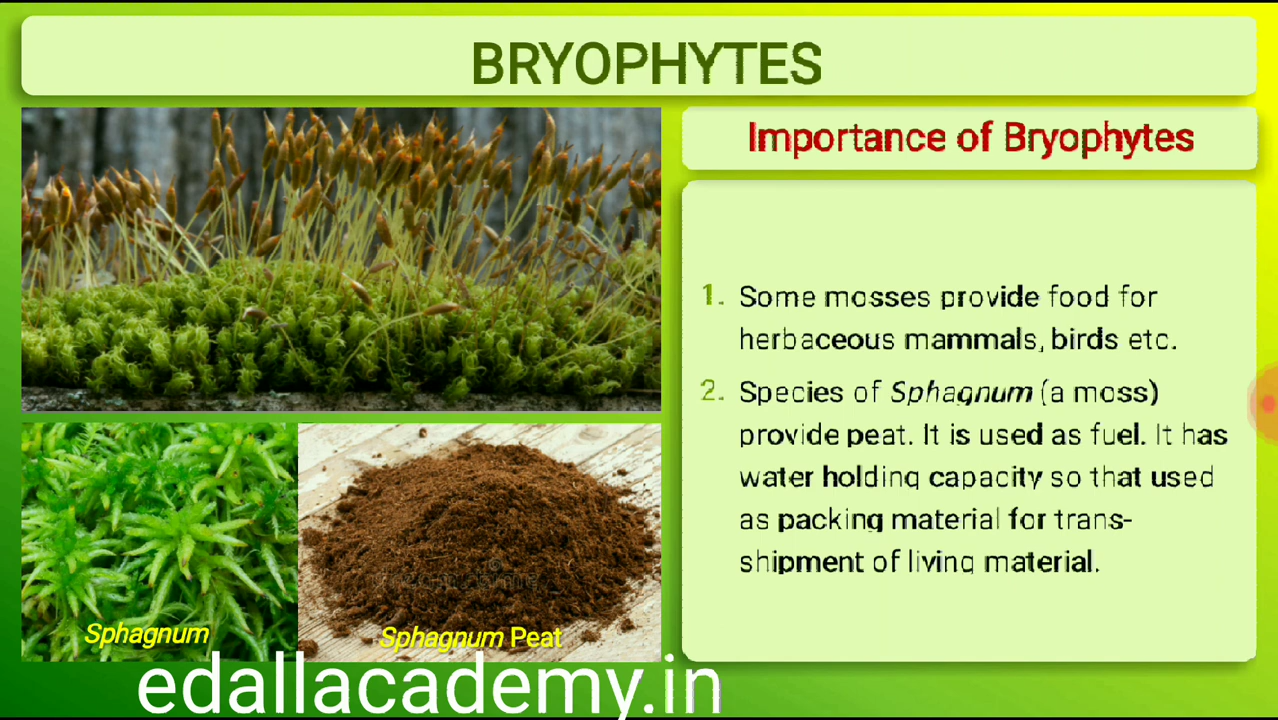 BRYOPHYTES
Importance of Bryophytes
1. Some mosses provide food for
herbaceous mammals, birds etc.
2. Species of Sphagnum (a moss)
provide peat. It is used as fuel. It has
water holding capacity so that used
as packing material for trans-
shipment of living material.
Sphagnum
Sphagnum Peat
edallacademy.in